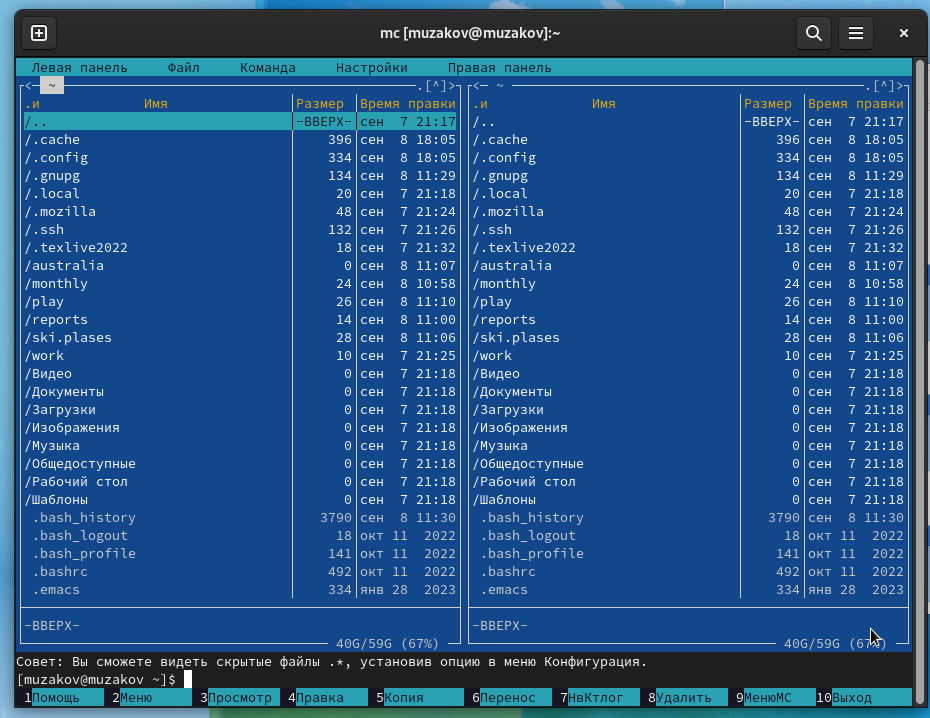 mc [muzakov@muzakov]:~
Левая панель Файл Команда Настройки Правая панель
<─ ~ .[^]> <─ ~ .[^]>
.и Имя Размер Время правки .и Имя Размер Время правки
/.. -ВВЕРХ- сен 7 21:17 /.. -ВВЕРХ- сен 7 21:17
/.cache 396 сен 8 18:05 /.cache 396 сен 8 18:05
/.config 334 сен 8 18:05 /.config 334 сен 8 18:05
/.gnupg 134 сен 8 11:29 /.gnupg 134 сен 8 11:29
/.local 20 сен 7 21:18 /.local 20 сен 7 21:18
/.mozilla 48 сен 7 21:24 /.mozilla 48 сен 7 21:24
/.ssh 132 сен 7 21:26 /.ssh 132 сен 7 21:26
/.texlive2022 18 сен 7 21:32 /.texlive2022 18 сен 7 21:32
/australia 0 сен 8 11:07 /australia 0 сен 8 11:07
/monthly 24 сен 8 10:58 /monthly 24 сен 8 10:58
/play 26 сен 8 11:10 /play 26 сен 8 11:10
/reports 14 сен 8 11:00 /reports 14 сен 8 11:00
/ski.plases 28 сен 8 11:06 /ski.plases 28 сен 8 11:06
/work 10 сен 7 21:25 /work 10 сен 7 21:25
/Видео 0 сен 7 21:18 /Видео 0 сен 7 21:18
/Документы 0 сен 7 21:18 /Документы 0 сен 7 21:18
/Загрузки 0 сен 7 21:18 /Загрузки 0 сен 7 21:18
/Изображения 0 сен 7 21:18 /Изображения 0 сен 7 21:18
/Музыка 0 сен 7 21:18 /Музыка 0 сен 7 21:18
/Общедоступные 0 сен 7 21:18 /Общедоступные 0 сен 7 21:18
/Рабочий стол 0 сен 7 21:18 /Рабочий стол 0 сен 7 21:18
/Шаблоны 0 сен 7 21:18 /Шаблоны 0 сен 7 21:18
.bash_history 3790 сен 8 11:30 .bash_history 3790 сен 8 11:30
.bash_logout 18 окт 11 2022 .bash_logout 18 окт 11 2022
.bash_profile 141 окт 11 2022 .bash_profile 141 окт 11 2022
.bashrc 492 окт 11 2022 .bashrc 492 окт 11 2022
.emacs 334 янв 28 2023 .emacs 334 янв 28 2023
-ВВЕРХ- -ВВЕРХ-
40G/59G (67%) 40G/59G (67%)
Совет: Вы сможете видеть скрытые файлы .*, установив опцию в меню Конфигурация.
[muzakov@muzakov ~]$
1Помощь 2Меню 3Просмотр 4Правка 5Копия 6Перенос 7НвКтлог 8Удалить 9МенюМС 10Выход